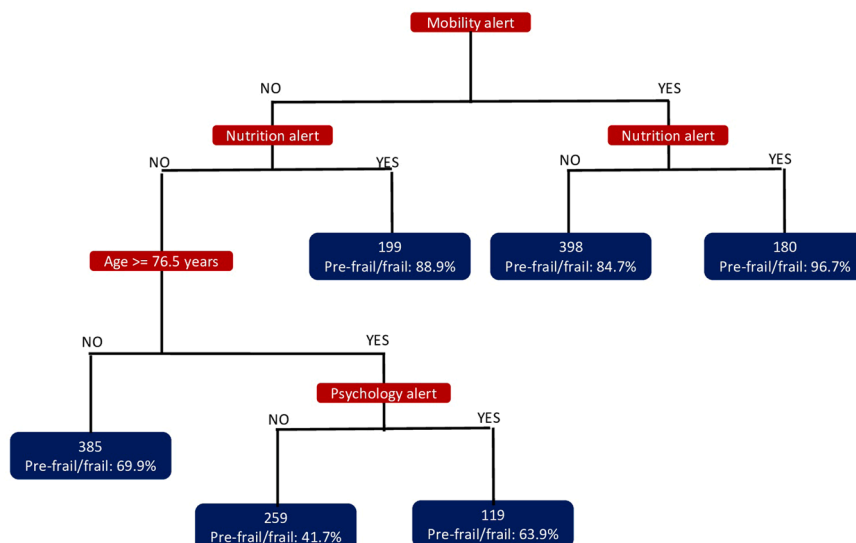 Mobility alert
NO
YES
Nutrition alert
Nutrition alert
NO
YES
NO
YES
199
Pre-frail/frail: 88.9%
398
Pre-frail/frail: 84.7%
180
Pre-frail/frail: 96.7%
Age >= 76.5 years
NO
YES
Psychology alert
NO
YES
385
Pre-frail/frail: 69.9%
259
Pre-frail/frail: 41.7%
119
Pre-frail/frail: 63.9%